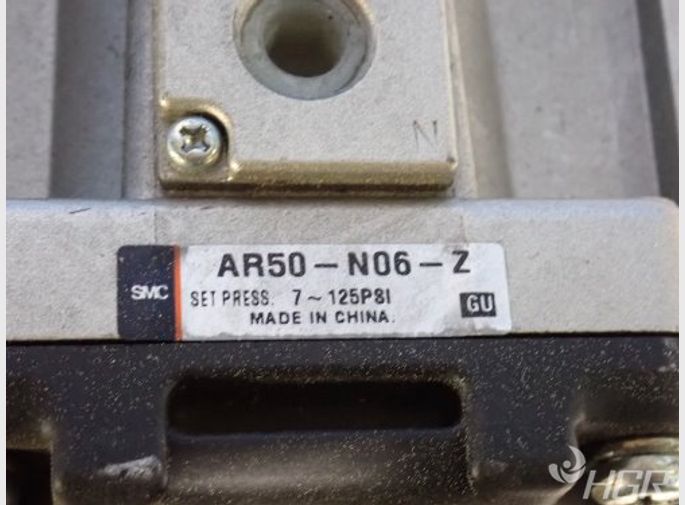 N
SMC
AR50-N06-Z
SET PRESS. 7~125PSI
GU
MADE IN CHINA.
HGR